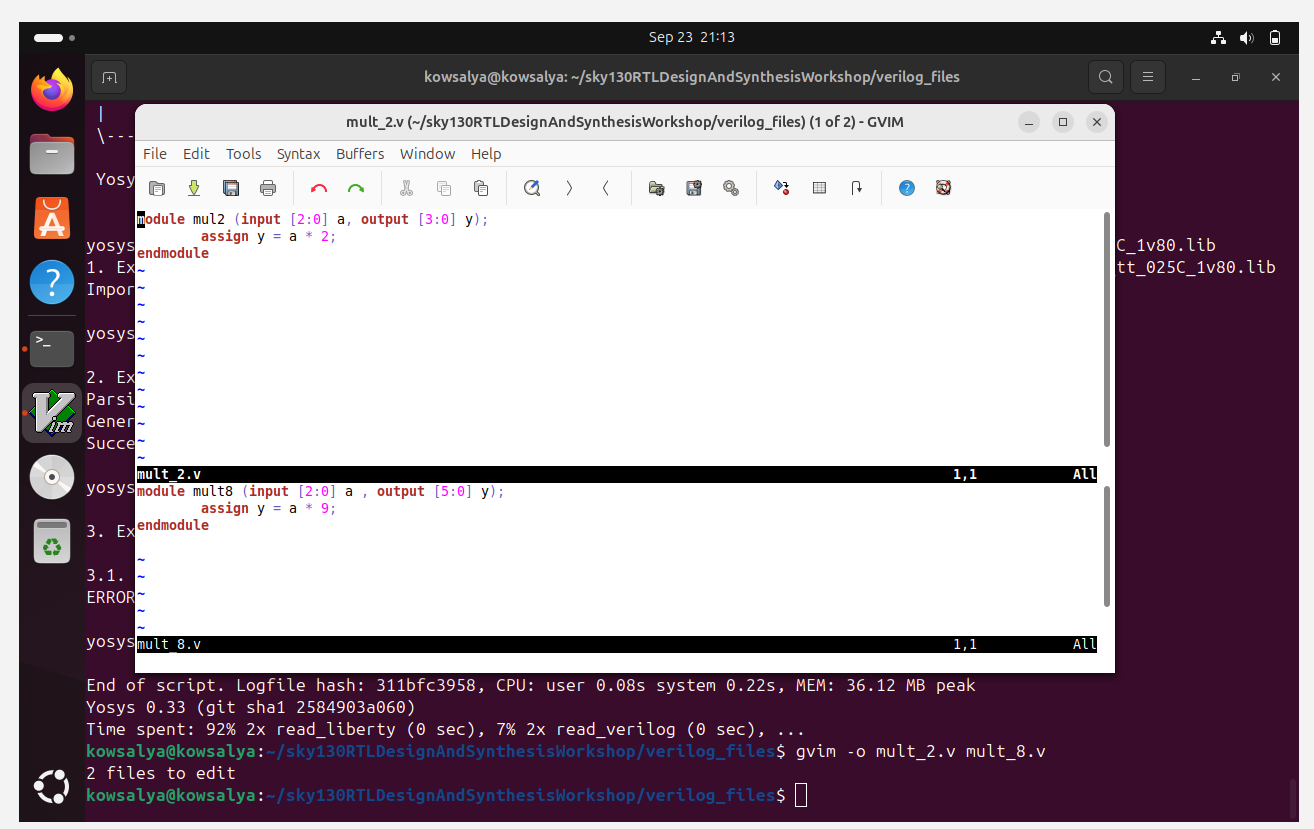 Sep 23 21:13
kowsalya@kowsalya: ~/sky130RTLDesignAndSynthesisWorkshop/verilog_files
|
\---
Yosy
yosys
C_1v80.lib
1. Ex
tt_025C_1v80.lib
Impor
yosys
2. Ex
Parsi
Gener
Succe
yosys
3. Ex
3.1.
ERROR
yosys
mult_2.v (~/sky130RTLDesignAndSynthesisWorkshop/verilog_files) (1 of 2) - GVIM
File Edit Tools Syntax Buffers Window Help
module mul2 (input [2:0] a, output [3:0] y);
assign y = a * 2;
endmodule
~
~
~
~
~
~
~
~
~
~
~
~
mult_2.v 1,1 All
module mult8 (input [2:0] a , output [5:0] y);
assign y = a * 9;
endmodule
~
~
~
~
~
mult_8.v 1,1 All
End of script. Logfile hash: 311bfc3958, CPU: user 0.08s system 0.22s, MEM: 36.12 MB peak
Yosys 0.33 (git sha1 2584903a060)
Time spent: 92% 2x read_liberty (0 sec), 7% 2x read_verilog (0 sec), ...
kowsalya@kowsalya:~/sky130RTLDesignAndSynthesisWorkshop/verilog_files$ gvim -o mult_2.v mult_8.v
2 files to edit
kowsalya@kowsalya:~/sky130RTLDesignAndSynthesisWorkshop/verilog_files$